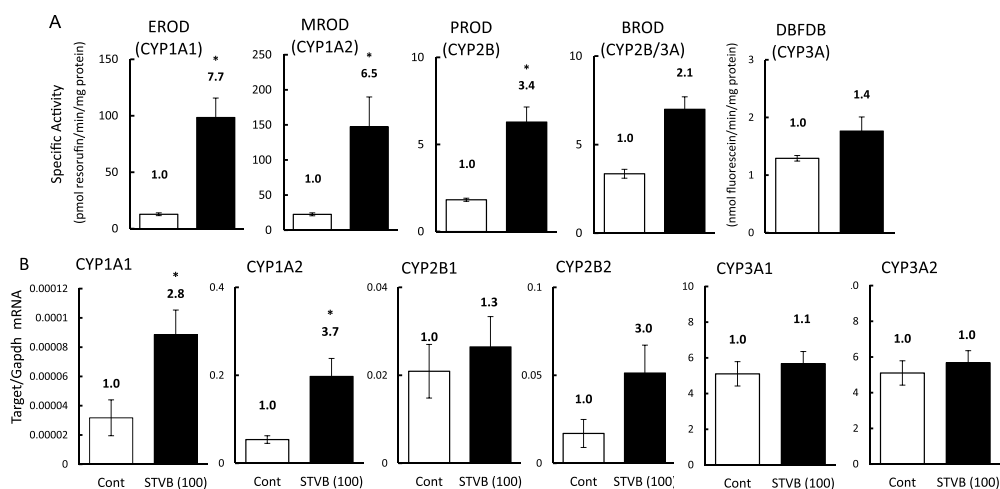 A
EROD
(CYP1A1)
MROD
(CYP1A2)
PROD
(CYP2B)
BROD
(CYP2B/3A)
DBFDB
(CYP3A)
Specific Activity
(pmol resorufin/min/mg protein)
150
100
50
0
1.0
*
7.7
250
200
150
100
50
0
1.0
*
6.5
10
5
0
1.0
*
3.4
10
5
0
1.0
2.1
(nmol fluorescein/min/mg protein)
3
2
1
0
1.0
1.4
B
CYP1A1
CYP1A2
CYP2B1
CYP2B2
CYP3A1
CYP3A2
Target/Gapdh mRNA
0.00012
0.0001
0.00008
0.00006
0.00004
0.00002
0
1.0
*
2.8
Cont STVB (100)
0.4
0.2
0
1.0
*
3.7
Cont STVB (100)
0.04
0.02
0
1.0
1.3
Cont STVB (100)
0.1
0.05
0
1.0
3.0
Cont STVB (100)
10
8
6
4
2
0
1.0
1.1
Cont STVB (100)
.0
8
6
4
2
0
1.0
1.0
Cont STVB (100)